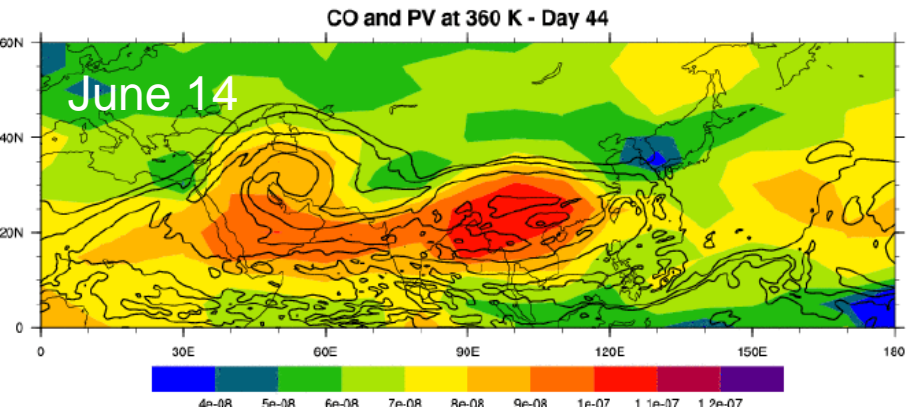 CO and PV at 360 K - Day 44
60N
June 14
40N
20N
0
0 30E 60E 90E 120E 150E 180
4e-08 5e-08 6e-08 7e-08 8e-08 9e-08 1e-07 1.1e-07 1.2e-07